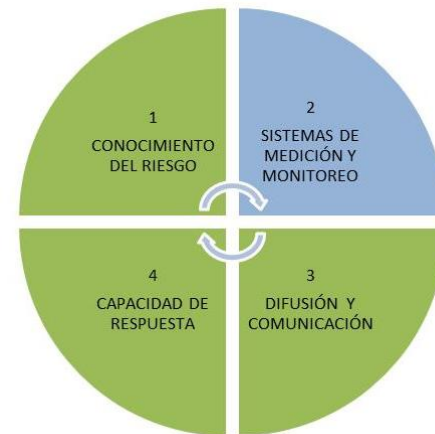 1
CONOCIMIENTO
DEL RIESGO
2
SISTEMAS DE
MEDICIÓN Y
MONITOREO
3
DIFUSIÓN Y
COMUNICACIÓN
4
CAPACIDAD DE
RESPUESTA